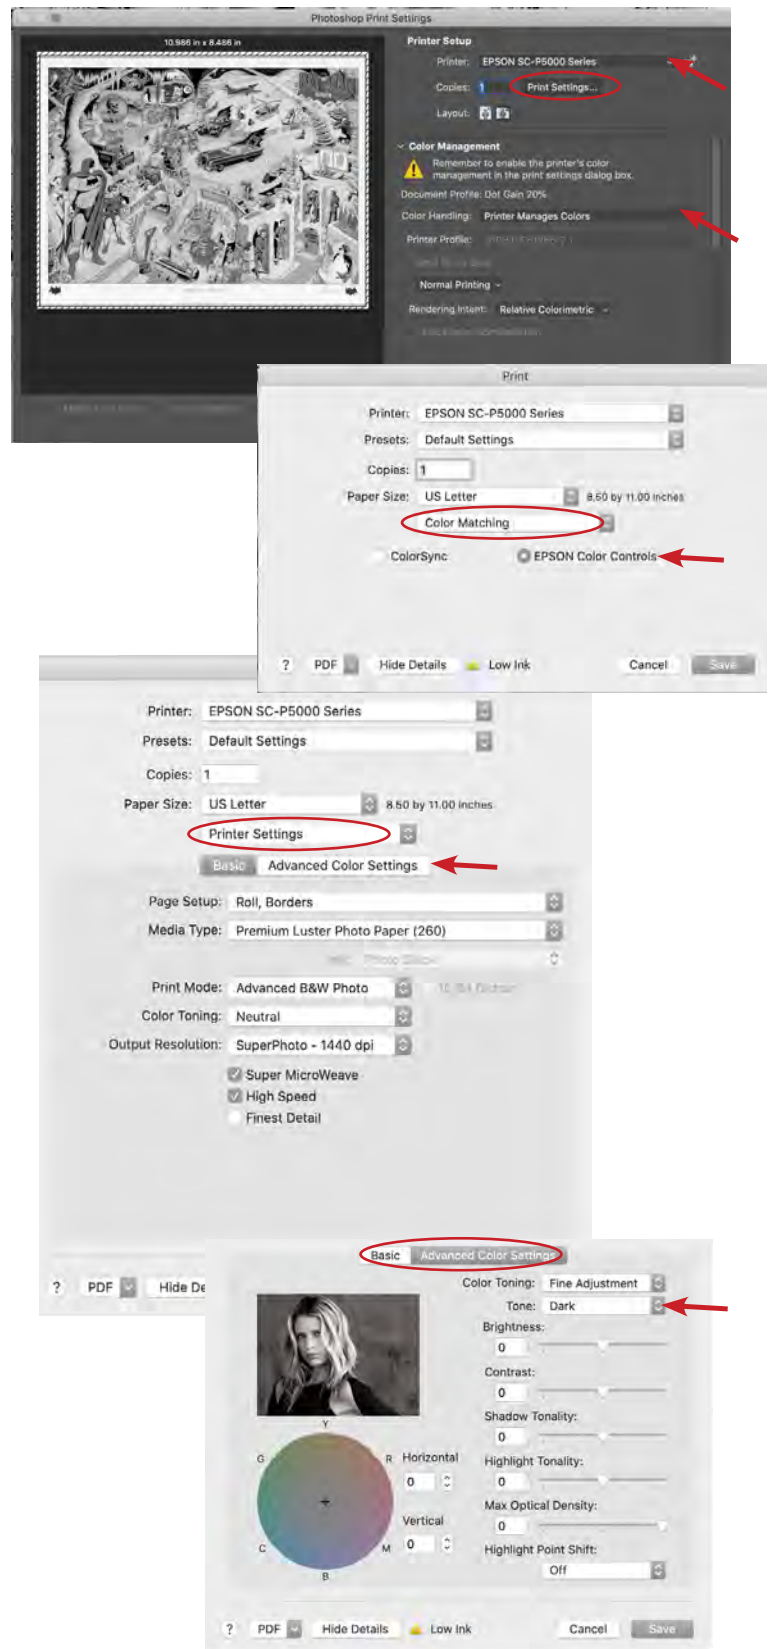 Photoshop Print Settings
10.986 in x 8.486 in
Printer Setup
Printer: EPSON SC-P5000 Series
Copies: 1 Print Settings...
Layout:
Color Management
Remember to enable the printer's color
management in the print settings dialog box.
Document Profile: Dot Gain 20%
Color Handling: Printer Manages Colors
Printer Profile:
Normal Printing
Rendering Intent: Relative Colorimetric
Print
Printer: EPSON SC-P5000 Series
Presets: Default Settings
Copies: 1
Paper Size: US Letter 8.50 by 11.00 inches
Color Matching
ColorSync EPSON Color Controls
? PDF Hide Details Low Ink Cancel Save
Printer: EPSON SC-P5000 Series
Presets: Default Settings
Copies: 1
Paper Size: US Letter 8.50 by 11.00 inches
Printer Settings
Basic Advanced Color Settings
Page Setup: Roll, Borders
Media Type: Premium Luster Photo Paper (260)
Print Mode: Advanced B&W Photo
Color Toning: Neutral
Output Resolution: SuperPhoto - 1440 dpi
Super MicroWeave
High Speed
Finest Detail
? PDF Hide De
Basic Advanced Color Settings
Color Toning: Fine Adjustment
Tone: Dark
Brightness:
0
Contrast:
0
Shadow Tonality:
0
Highlight Tonality:
0
Max Optical Density:
0
Highlight Point Shift:
Off
Y
G R
C M
B
Horizontal
0
Vertical
0
? PDF Hide Details Low Ink Cancel Save